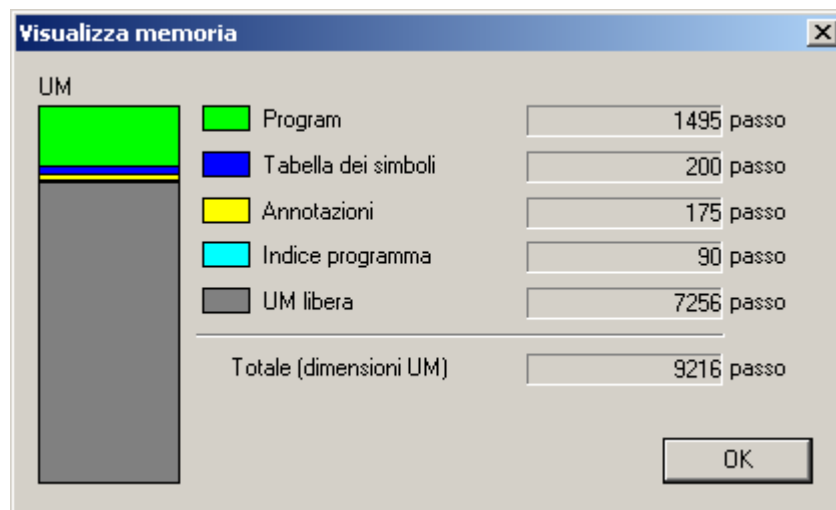 Visualizza memoria
UM
Program 1495 passo
Tabella dei simboli 200 passo
Annotazioni 175 passo
Indice programma 90 passo
UM libera 7256 passo
Totale (dimensioni UM) 9216 passo
OK